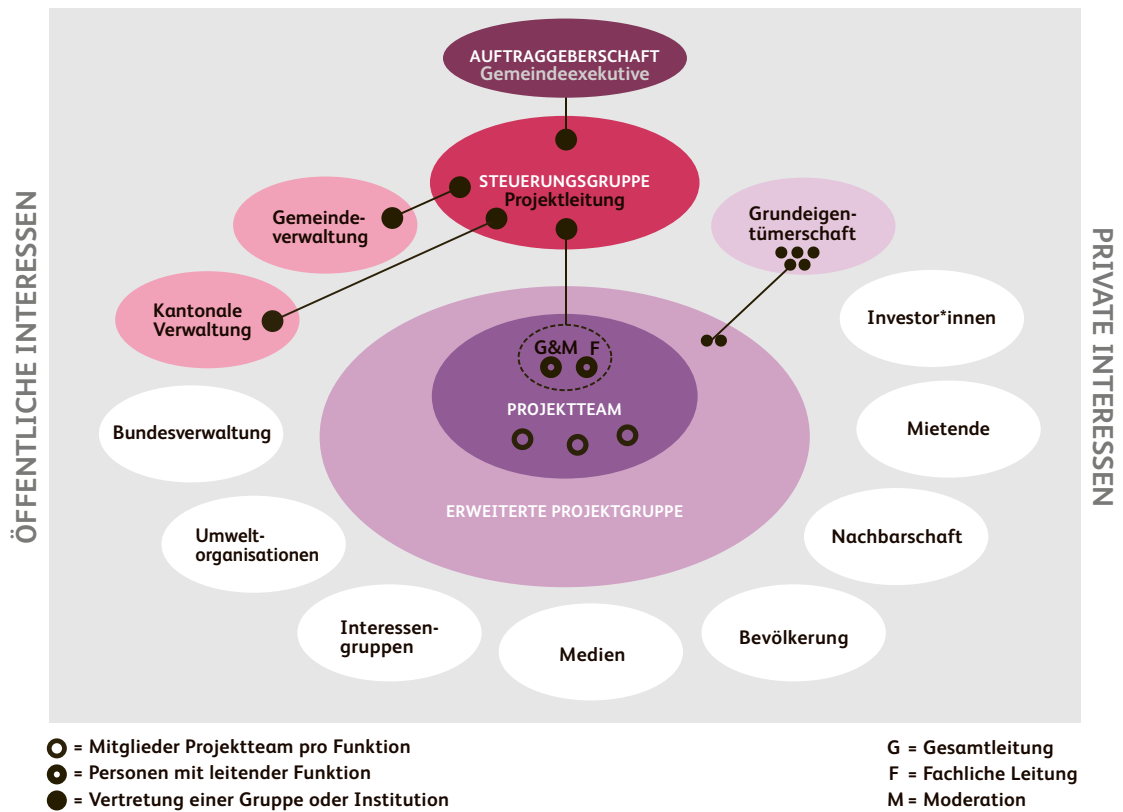 AUFTRAGGEBERSCHAFT
Gemeindeexekutive
STEUERUNGSGRUPPE
Projektleitung
Gemeinde-
verwaltung
Grundeigen-
tümerschaft
Kantonale
Verwaltung
Investor*innen
G&M F
PROJEKTTEAM
Bundesverwaltung
Mietende
ERWEITERTE PROJEKTGRUPPE
Umwelt-
organisationen
Nachbarschaft
Interessen-
gruppen
Medien
Bevölkerung
ÖFFENTLICHE INTERESSEN
PRIVATE INTERESSEN
= Mitglieder Projektteam pro Funktion
= Personen mit leitender Funktion
= Vertretung einer Gruppe oder Institution
G = Gesamtleitung
F = Fachliche Leitung
M = Moderation